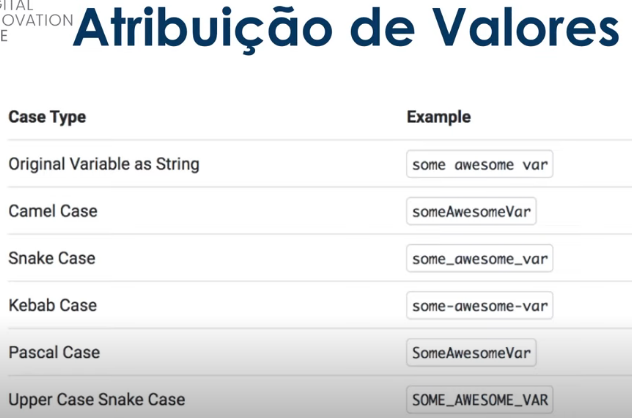 OVATION
Atribuição de Valores
Case Type Example
Original Variable as String some awesome var
Camel Case someAwesomeVar
Snake Case some_awesome_var
Kebab Case some-awesome-var
Pascal Case SomeAwesomeVar
Upper Case Snake Case SOME_AWESOME_VAR